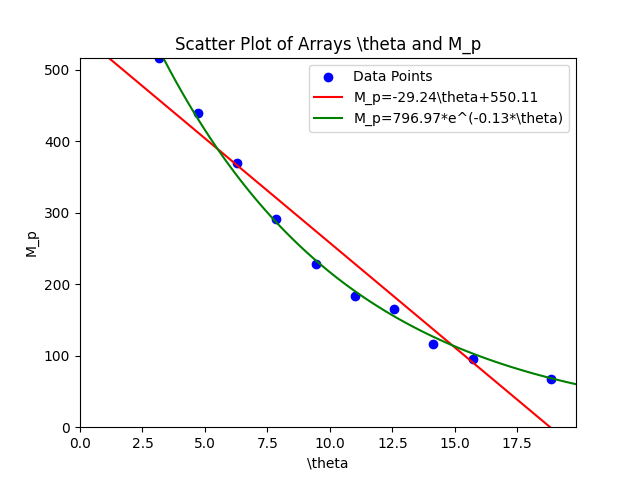 Scatter Plot of Arrays \theta and M_p
Data Points
M_p=-29.24\theta+550.11
M_p=796.97*e^(-0.13*\theta)
500
400
300
200
100
0
M_p
0.0 2.5 5.0 7.5 10.0 12.5 15.0 17.5
\theta